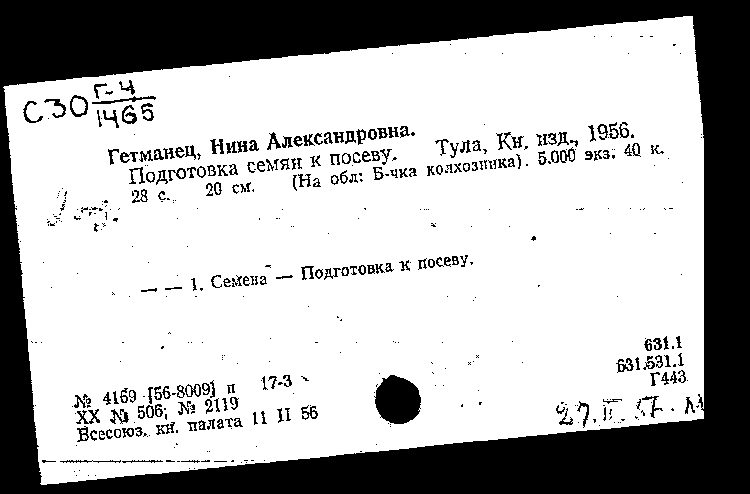 С30 Г-4
1465
Гетманец, Нина Александровна.
Подготовка семян к посеву. Тула, Кн. изд., 1956.
28 с. 20 см. (На обл: Б-чка колхозника). 5.000 экз. 40 к.
— — 1. Семена — Подготовка к посеву.
631.1
631.531.1
Г443
№ 4169 [56-8009] п 17-3
XX № 506; № 2119
Всесоюз. кн. палата 11 II 56
27.II.57. М